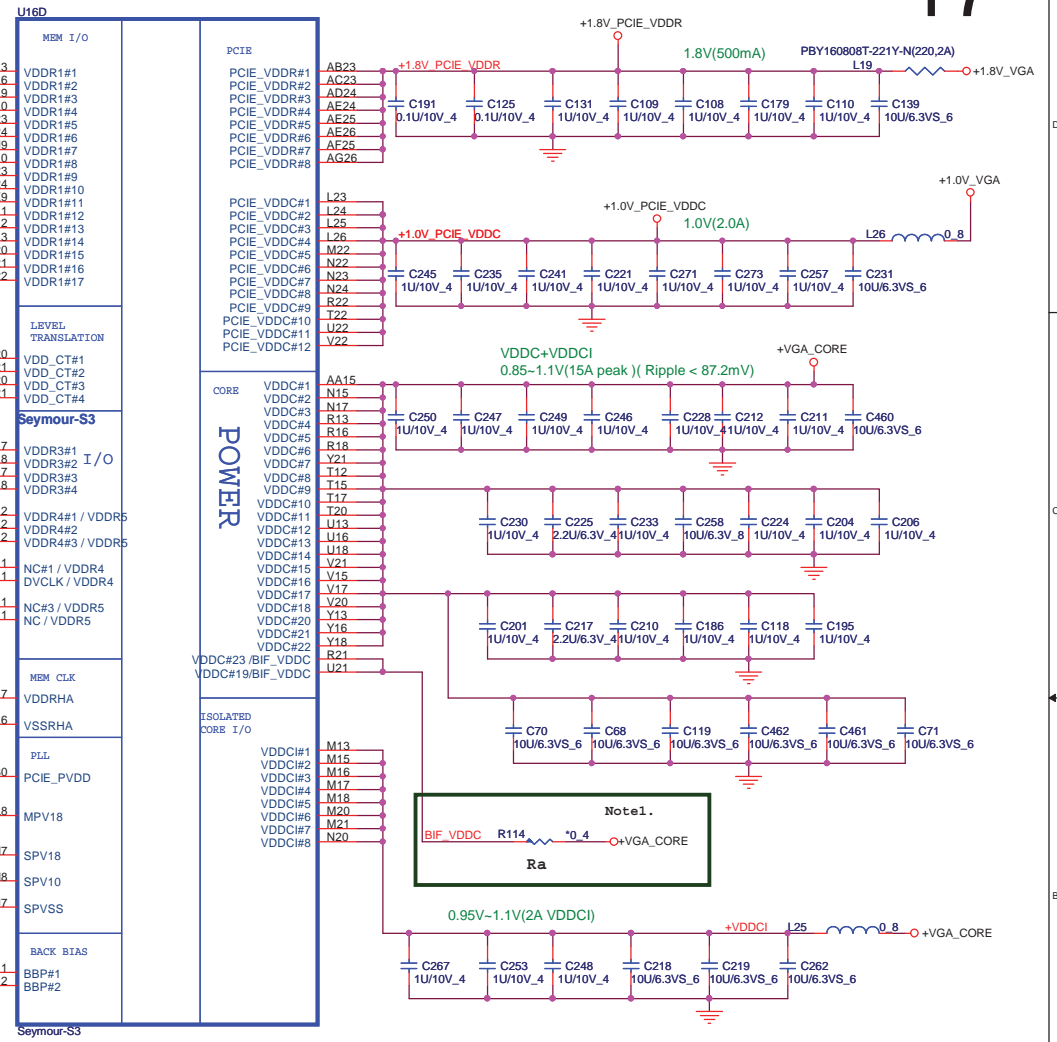 17
U16D
MEM I/O
VDDR1#1
VDDR1#2
VDDR1#3
VDDR1#4
VDDR1#5
VDDR1#6
VDDR1#7
VDDR1#8
VDDR1#9
VDDR1#10
VDDR1#11
VDDR1#12
VDDR1#13
VDDR1#14
VDDR1#15
VDDR1#16
VDDR1#17
LEVEL
TRANSLATION
VDD_CT#1
VDD_CT#2
VDD_CT#3
VDD_CT#4
Seymour-S3
I/O
VDDR3#1
VDDR3#2
VDDR3#3
VDDR3#4
VDDR4#1 / VDDR5
VDDR4#2
VDDR4#3 / VDDR5
NC#1 / VDDR4
DVCLK / VDDR4
NC#3 / VDDR5
NC / VDDR5
MEM CLK
VDDRHA
VSSRHA
PLL
PCIE_PVDD
MPV18
SPV18
SPV10
SPVSS
BACK BIAS
BBP#1
BBP#2
Seymour-S3
PCIE
PCIE_VDDR#1 AB23
PCIE_VDDR#2 AC23
PCIE_VDDR#3 AD24
PCIE_VDDR#4 AE24
PCIE_VDDR#5 AE25
PCIE_VDDR#6 AE26
PCIE_VDDR#7 AF25
PCIE_VDDR#8 AG26
PCIE_VDDC#1 L23
PCIE_VDDC#2 L24
PCIE_VDDC#3 L25
PCIE_VDDC#4 L26
PCIE_VDDC#5 M22
PCIE_VDDC#6 N22
PCIE_VDDC#7 N23
PCIE_VDDC#8 N24
PCIE_VDDC#9 R22
PCIE_VDDC#10 T22
PCIE_VDDC#11 U22
PCIE_VDDC#12 V22
CORE
POWER
VDDC#1 AA15
VDDC#2 N15
VDDC#3 N17
VDDC#4 R13
VDDC#5 R16
VDDC#6 R18
VDDC#7 Y21
VDDC#8 T12
VDDC#9 T15
VDDC#10 T17
VDDC#11 T20
VDDC#12 U13
VDDC#13 U16
VDDC#14 U18
VDDC#15 V21
VDDC#16 V15
VDDC#17 V17
VDDC#18 V20
VDDC#20 Y13
VDDC#21 Y16
VDDC#22 Y18
VDDC#23 /BIF_VDDC R21
VDDC#19/BIF_VDDC U21
ISOLATED
CORE I/O
VDDCI#1 M13
VDDCI#2 M15
VDDCI#3 M16
VDDCI#4 M17
VDDCI#5 M18
VDDCI#6 M20
VDDCI#7 M21
VDDCI#8 N20
+1.8V_PCIE_VDDR
+1.8V_PCIE_VDDR
1.8V(500mA)
PBY160808T-221Y-N(220,2A)
L19
+1.8V_VGA
C191 C125 C131 C109 C108 C179 C110 C139
0.1U/10V_4 0.1U/10V_4 1U/10V_4 1U/10V_4 1U/10V_4 1U/10V_4 1U/10V_4 10U/6.3VS_6
+1.0V_VGA
+1.0V_PCIE_VDDC
+1.0V_PCIE_VDDC
1.0V(2.0A)
L26 0_8
C245 C235 C241 C221 C271 C273 C257 C231
1U/10V_4 1U/10V_4 1U/10V_4 1U/10V_4 1U/10V_4 1U/10V_4 1U/10V_4 10U/6.3VS_6
VDDC+VDDCI
0.85~1.1V(15A peak )( Ripple < 87.2mV)
+VGA_CORE
C250 C247 C249 C246 C228 C212 C211 C460
1U/10V_4 1U/10V_4 1U/10V_4 1U/10V_4 1U/10V_4 1U/10V_4 1U/10V_4 10U/6.3VS_6
C230 C225 C233 C258 C224 C204 C206
1U/10V_4 2.2U/6.3V_4 1U/10V_4 10U/6.3V_8 1U/10V_4 1U/10V_4 1U/10V_4
C201 C217 C210 C186 C118 C195
1U/10V_4 2.2U/6.3V_4 1U/10V_4 1U/10V_4 1U/10V_4 1U/10V_4
C70 C68 C119 C462 C461 C71
10U/6.3VS_6 10U/6.3VS_6 10U/6.3VS_6 10U/6.3VS_6 10U/6.3VS_6 10U/6.3VS_6
Note1.
BIF_VDDC R114 *0_4 +VGA_CORE
Ra
0.95V~1.1V(2A VDDCI)
+VDDCI L25 0_8 +VGA_CORE
C267 C253 C248 C218 C219 C262
1U/10V_4 1U/10V_4 1U/10V_4 10U/6.3VS_6 10U/6.3VS_6 10U/6.3VS_6
D
C
B